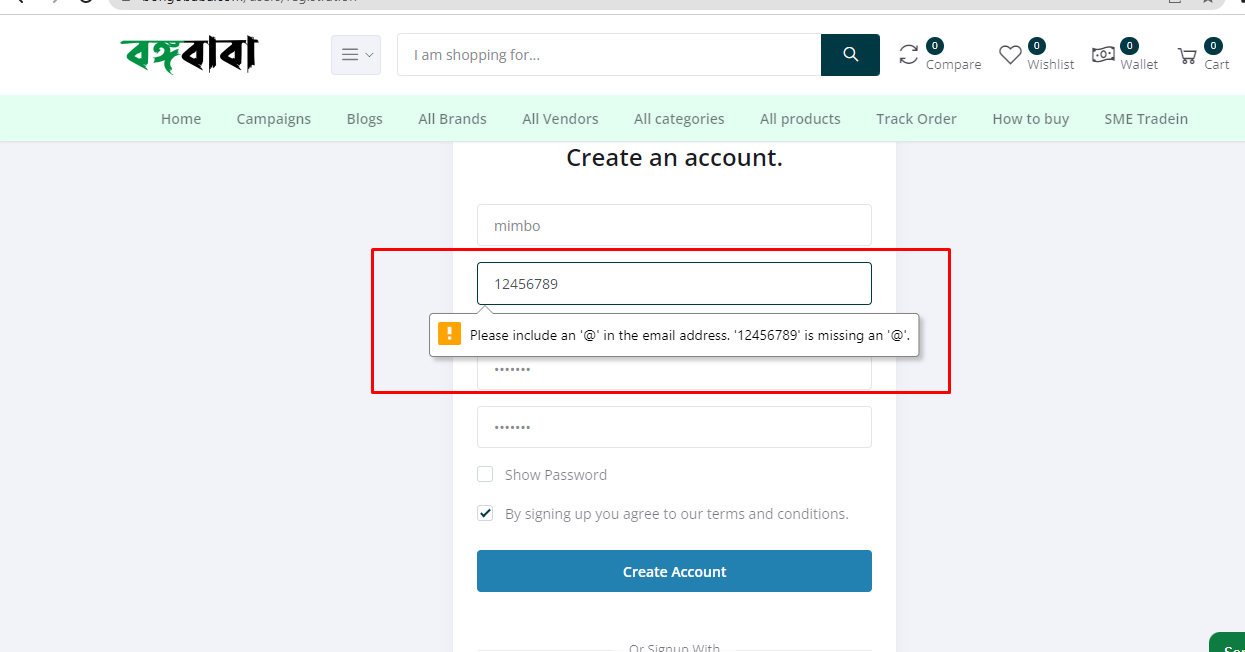 বঙ্গবাবা
I am shopping for...
0
Compare
0
Wishlist
0
Wallet
0
Cart
Home Campaigns Blogs All Brands All Vendors All categories All products Track Order How to buy SME Tradein
Create an account.
mimbo
12456789
! Please include an '@' in the email address. '12456789' is missing an '@'.
•••••••
•••••••
Show Password
By signing up you agree to our terms and conditions.
Create Account
Or Signup With